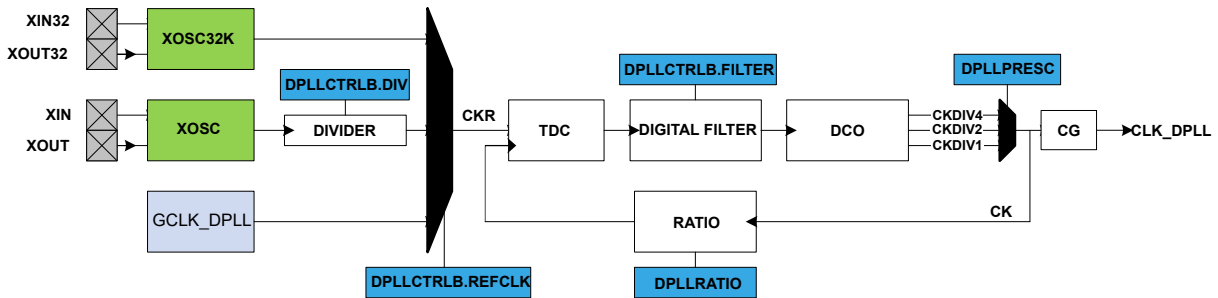 XIN32
XOUT32
XOSC32K
DPLLCTRLB.DIV
DPLLCTRLB.FILTER
DPLLPRESC
XIN
XOUT
XOSC
DIVIDER
CKR
TDC
DIGITAL FILTER
DCO
CKDIV4
CKDIV2
CKDIV1
CG
CLK_DPLL
GCLK_DPLL
RATIO
CK
DPLLCTRLB.REFCLK
DPLLRATIO